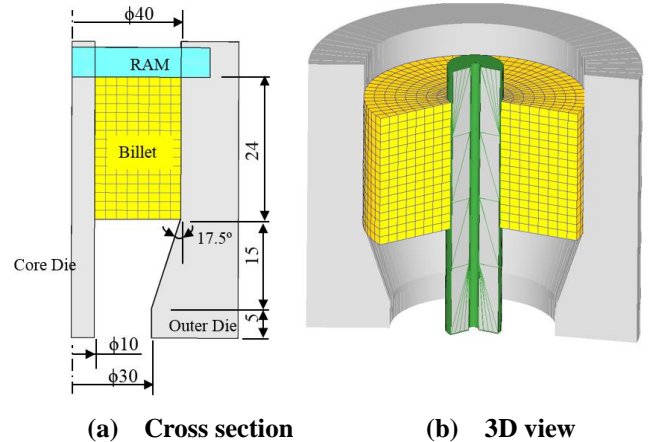 ϕ40
RAM
Billet
24
17.5º
15
Core Die
Outer Die
5
ϕ10
ϕ30
(a) Cross section
(b) 3D view